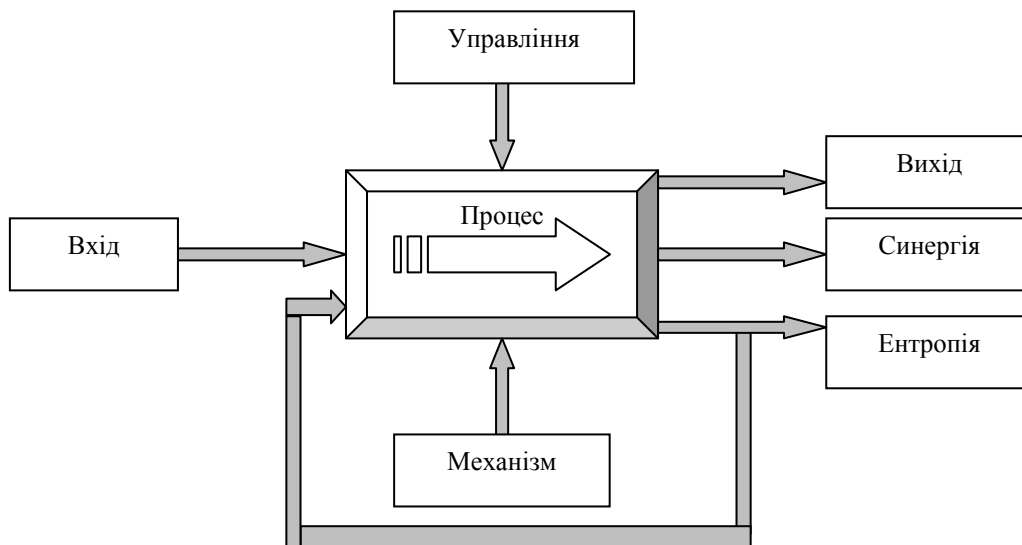 Управління
Вихід
Процес
Вхід
Синергія
Ентропія
Механізм